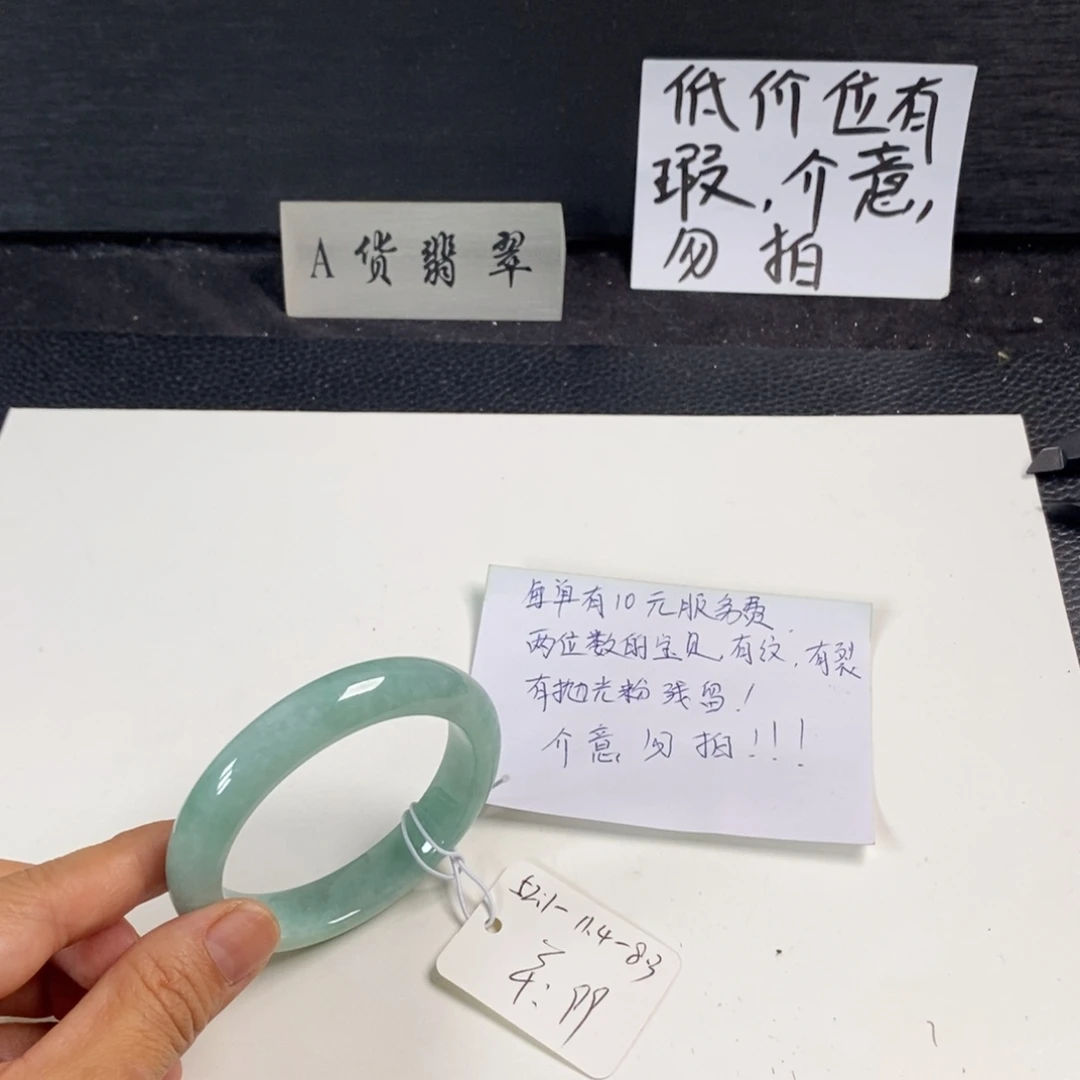 低价位有
瑕，介意，
勿拍
A货翡翠
每单有10元服务费
两位数的宝贝，有纹，有裂
有抛光粉残留！
介意勿拍！！！
52.1-11.4-8.3